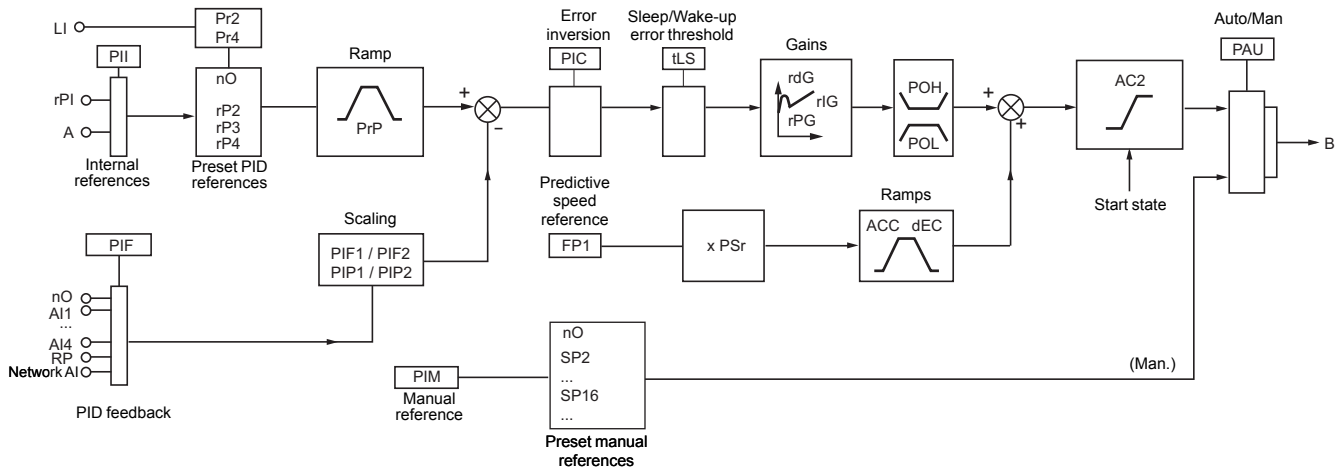 LI
Pr2
Pr4
PII
nO
rP2
rP3
rP4
rPI
A
Internal
references
Preset PID
references
Ramp
PrP
+
–
Error
inversion
PIC
Sleep/Wake-up
error threshold
tLS
Gains
rdG
rIG
rPG
POH
POL
+
+
AC2
Start state
Auto/Man
PAU
B
Predictive
speed
reference
FP1
x PSr
Ramps
ACC dEC
Scaling
PIF1 / PIF2
PIP1 / PIP2
PIF
nO
AI1
...
AI4
RP
Network AI
PID feedback
PIM
Manual
reference
nO
SP2
...
SP16
...
Preset manual
references
(Man.)